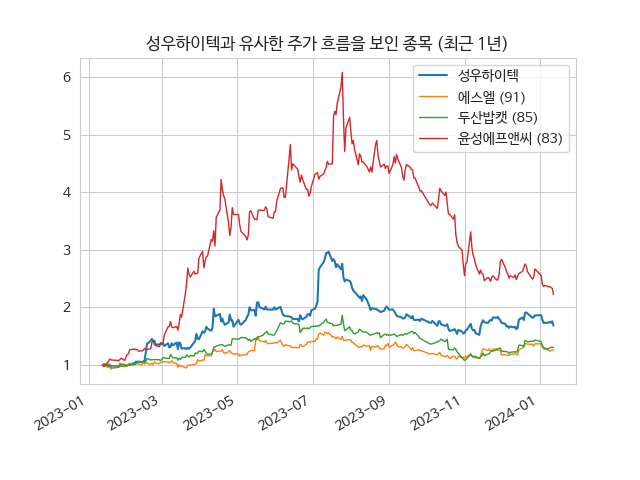 성우하이텍과 유사한 주가 흐름을 보인 종목 (최근 1년)
성우하이텍
에스엘 (91)
두산밥캣 (85)
윤성에프앤씨 (83)
6
5
4
3
2
1
2023-01
2023-03
2023-05
2023-07
2023-09
2023-11
2024-01